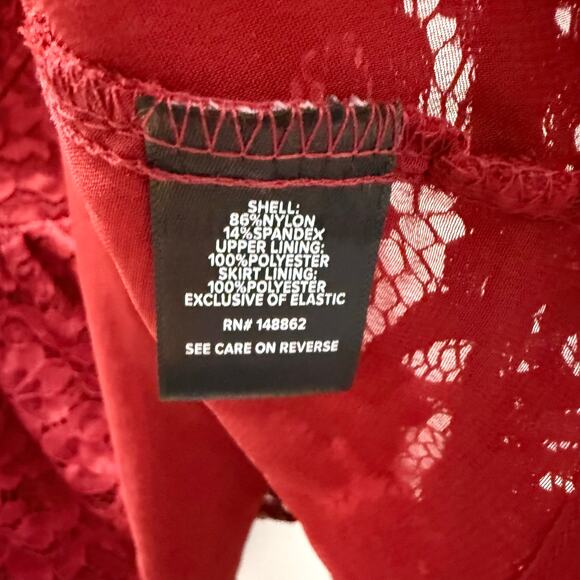 SHELL:
86%NYLON
14%SPANDEX
UPPER LINING:
100%POLYESTER
SKIRT LINING:
100%POLYESTER
EXCLUSIVE OF ELASTIC
RN# 148862
SEE CARE ON REVERSE